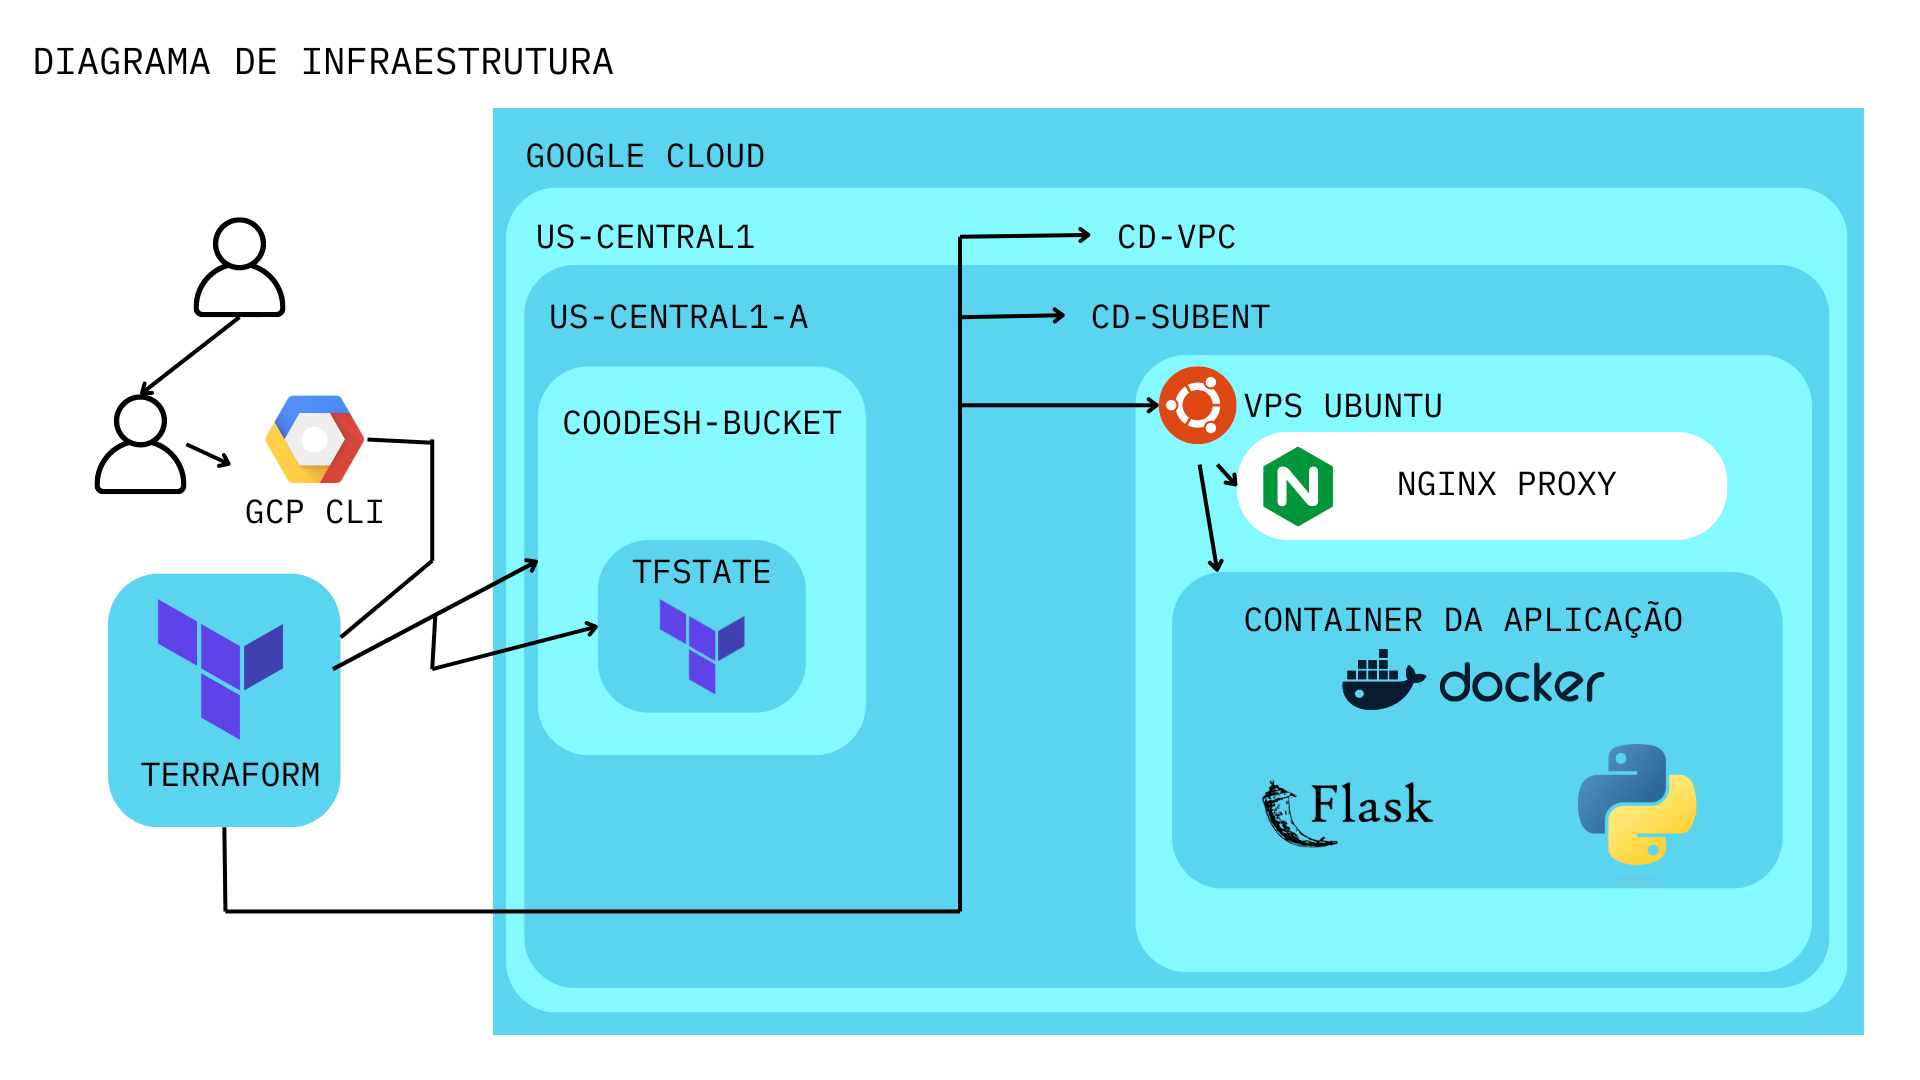 DIAGRAMA DE INFRAESTRUTURA
GOOGLE CLOUD
US-CENTRAL1
CD-VPC
US-CENTRAL1-A
CD-SUBENT
COODESH-BUCKET
VPS UBUNTU
NGINX PROXY
GCP CLI
TFSTATE
CONTAINER DA APLICAÇÃO
docker
TERRAFORM
Flask